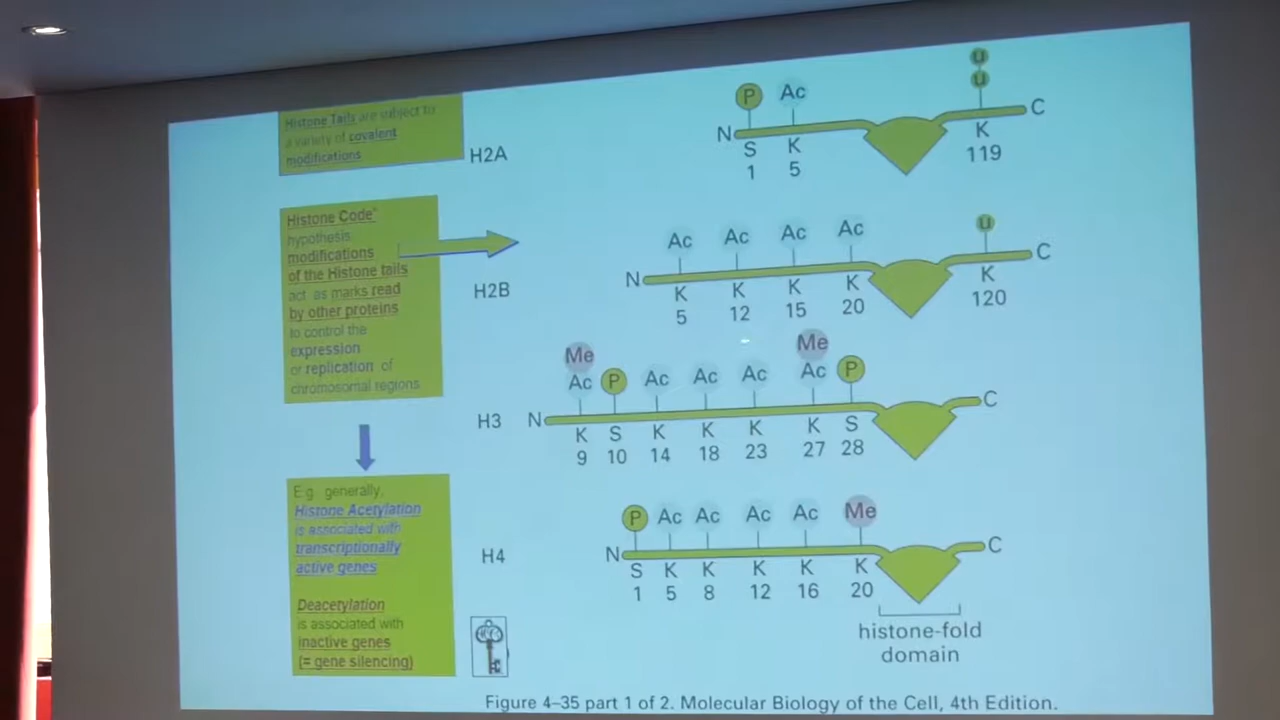 Histone Tails are subject to
a variety of covalent
modifications
H2A
P Ac u
u
N C
S K K
1 5 119
Histone Code"
hypothesis
modifications
of the Histone tails
act as marks read
by other proteins
to control the
expression
or replication of
chromosomal regions
H2B
Ac Ac Ac Ac u
N C
K K K K K
5 12 15 20 120
Me Me
Ac P Ac Ac Ac Ac P
H3 N C
K S K K K K S
9 10 14 18 23 27 28
E.g. generally,
Histone Acetylation
is associated with
transcriptionally
active genes
Deacetylation
is associated with
inactive genes
(= gene silencing)
P Ac Ac Ac Ac Me
H4 N C
S K K K K K
1 5 8 12 16 20
histone-fold
domain
Figure 4–35 part 1 of 2. Molecular Biology of the Cell, 4th Edition.